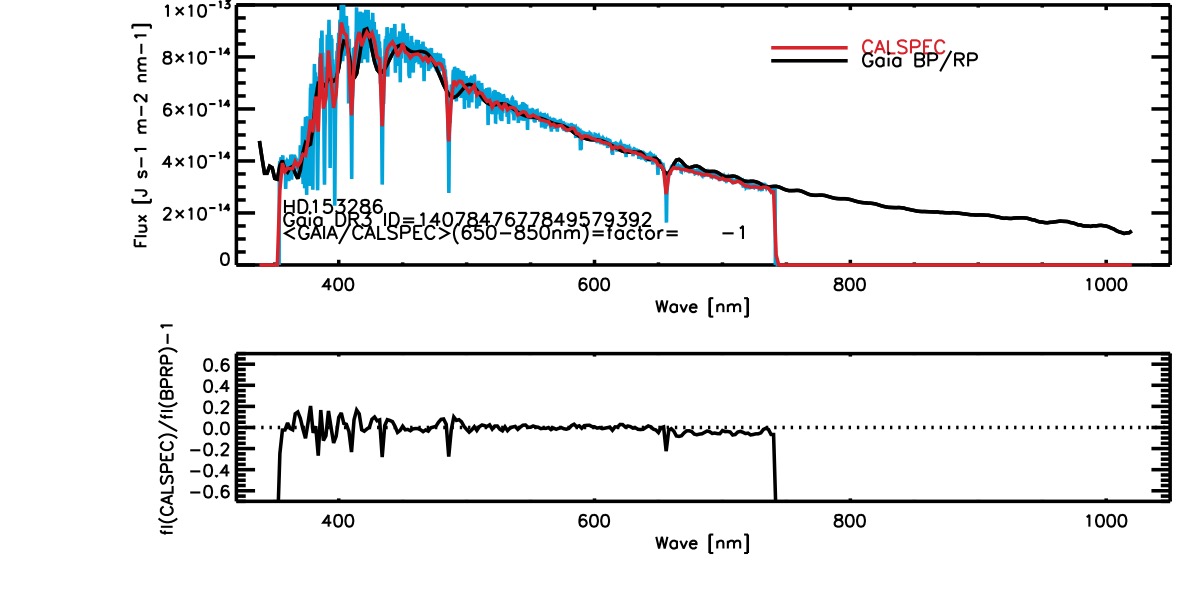 1×10−13
8×10−14
6×10−14
4×10−14
2×10−14
0
Flux [J s−1 m−2 nm−1]
CALSPEC
Gaia BP/RP
HD153286
Gaia DR3 ID=1407847677849579392
<GAIA/CALSPEC>(650−850nm)=factor= −1
400 600 800 1000
Wave [nm]
fl(CALSPEC)/fl(BPRP)−1
0.6
0.4
0.2
0.0
−0.2
−0.4
−0.6
400 600 800 1000
Wave [nm]